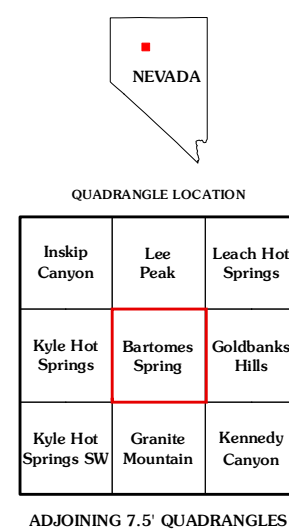 NEVADA
QUADRANGLE LOCATION
Inskip
Canyon
Lee
Peak
Leach Hot
Springs
Kyle Hot
Springs
Bartomes
Spring
Goldbanks
Hills
Kyle Hot
Springs SW
Granite
Mountain
Kennedy
Canyon
ADJOINING 7.5' QUADRANGLES